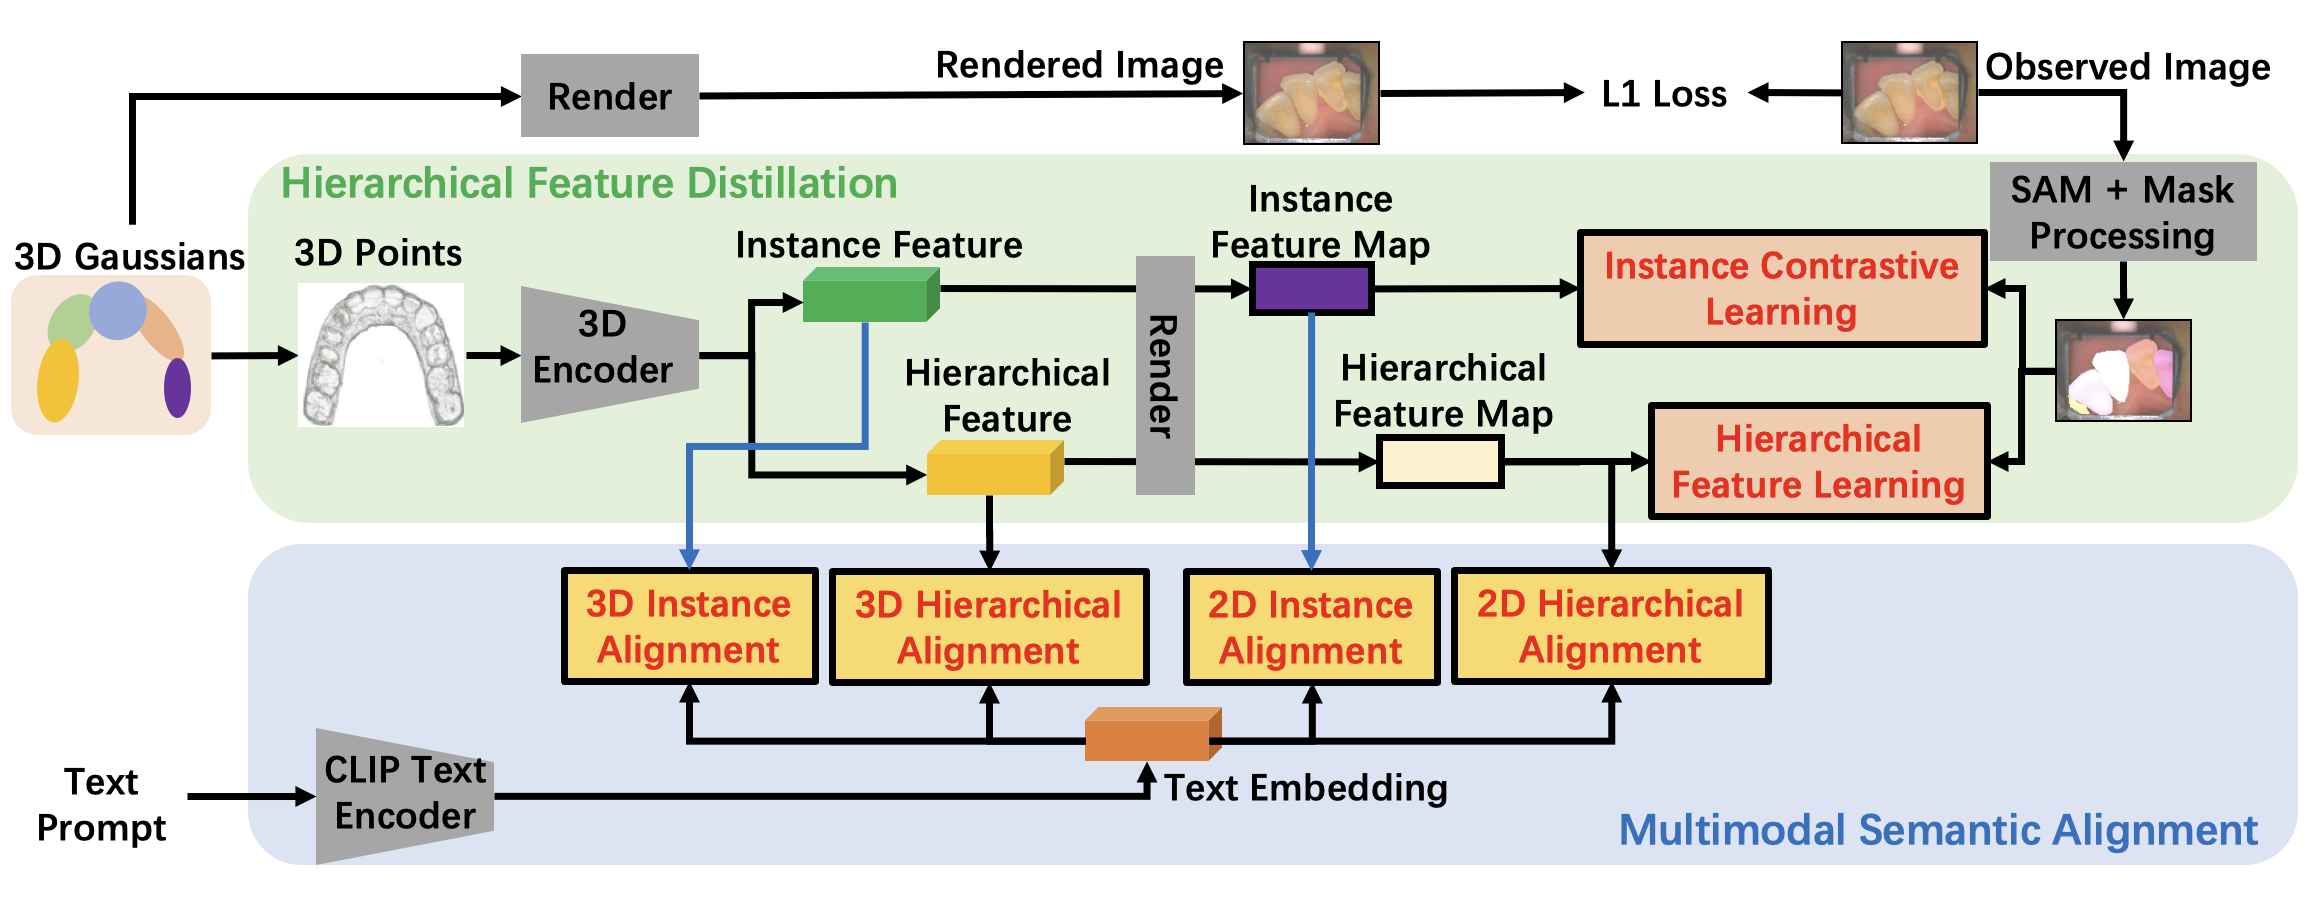 Render
Rendered Image
L1 Loss
Observed Image
Hierarchical Feature Distillation
SAM + Mask
Processing
3D Gaussians
3D Points
3D
Encoder
Instance Feature
Hierarchical
Feature
Render
Instance
Feature Map
Hierarchical
Feature Map
Instance Contrastive
Learning
Hierarchical
Feature Learning
3D Instance
Alignment
3D Hierarchical
Alignment
2D Instance
Alignment
2D Hierarchical
Alignment
Text
Prompt
CLIP Text
Encoder
Text Embedding
Multimodal Semantic Alignment